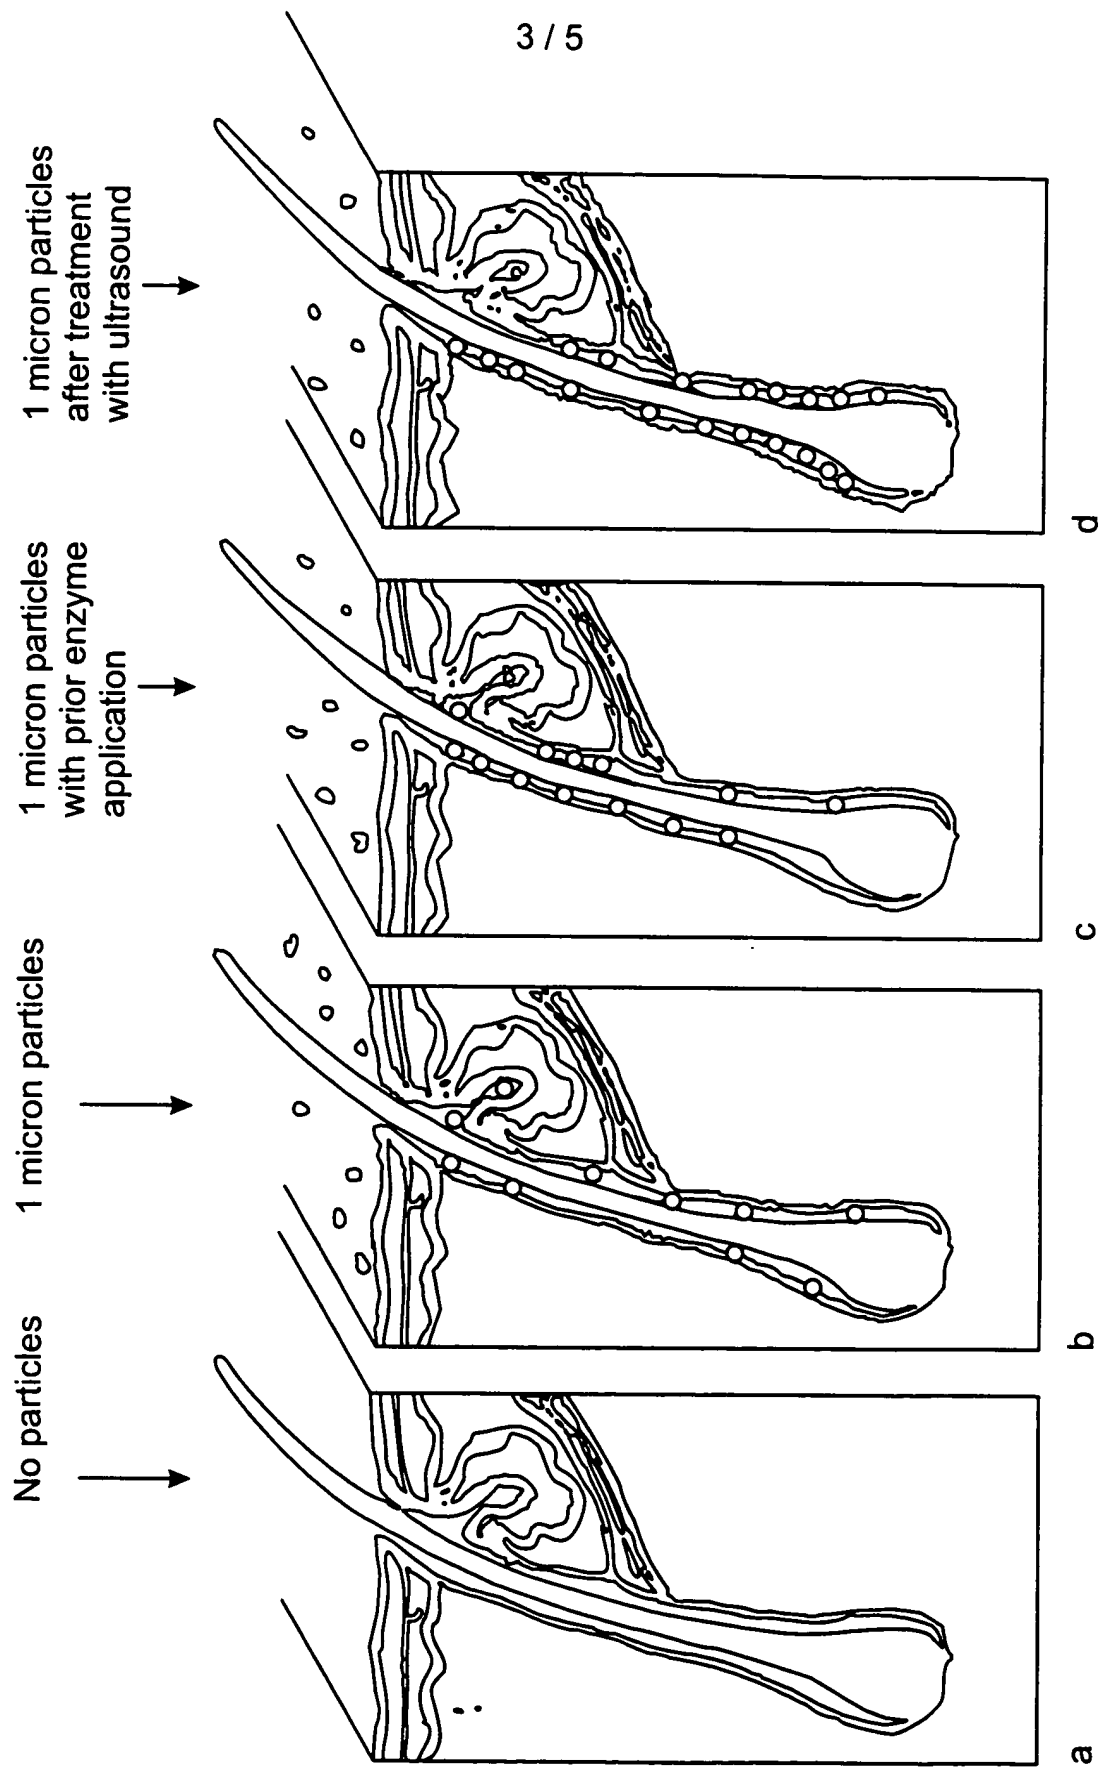 3 / 5
No particles
1 micron particles
1 micron particles
with prior enzyme
application
1 micron particles
after treatment
with ultrasound
a
b
c
d